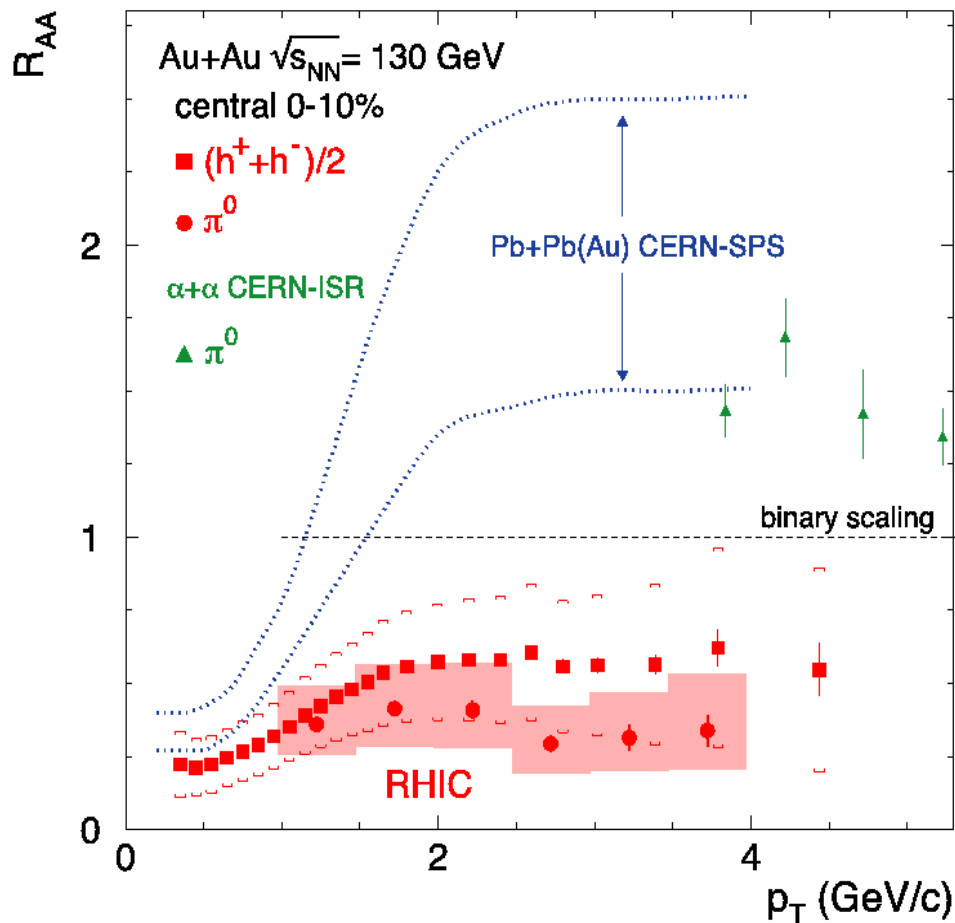 R_AA
Au+Au √s_NN= 130 GeV
central 0-10%
(h⁺+h⁻)/2
π⁰
α+α CERN-ISR
π⁰
Pb+Pb(Au) CERN-SPS
binary scaling
RHIC
2
1
0
0 2 4
p_T (GeV/c)